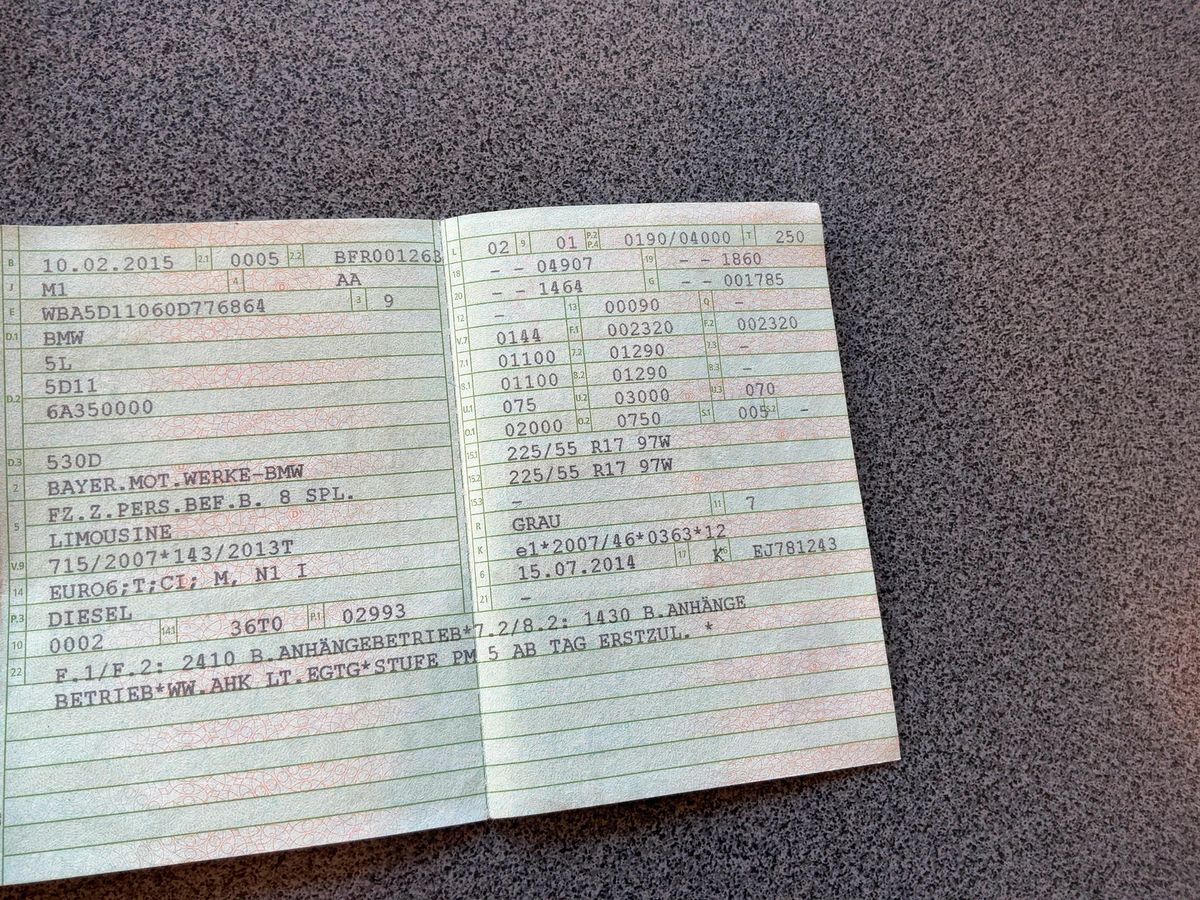 B 10.02.2015 2.1 0005 2.2 BFR001263
J M1 4 AA
E WBA5D11060D776864 3 9
D.1 BMW
5L
D.2 5D11
6A350000
D.3 530D
2 BAYER.MOT.WERKE-BMW
5 FZ.Z.PERS.BEF.B. 8 SPL.
LIMOUSINE
V.9 715/2007*143/2013T
14 EURO6;T;CI; M, N1 I
P.3 DIESEL
10 0002 14.1 36T0 P.1 02993
22 F.1/F.2: 2410 B.ANHÄNGEBETRIEB*7.2/8.2: 1430 B.ANHÄNGE
BETRIEB*WW.AHK LT.EGTG*STUFE PM 5 AB TAG ERSTZUL. *
L 02 9 01 P.2 P.4 0190/04000 T 250
18 - - 04907 19 - - 1860
20 - - 1464 G - - 001785
12 - 13 00090 Q -
V.7 0144 F.1 002320 F.2 002320
7.1 01100 7.2 01290 7.3 -
8.1 01100 8.2 01290 8.3 -
U.1 075 U.2 03000 U.3 070
O.1 02000 O.2 0750 S.1 005 S.2 -
15.1 225/55 R17 97W
15.2 225/55 R17 97W
15.3 -
R GRAU 11 7
K e1*2007/46*0363*12
6 15.07.2014 17 K 16 EJ781243
21 -